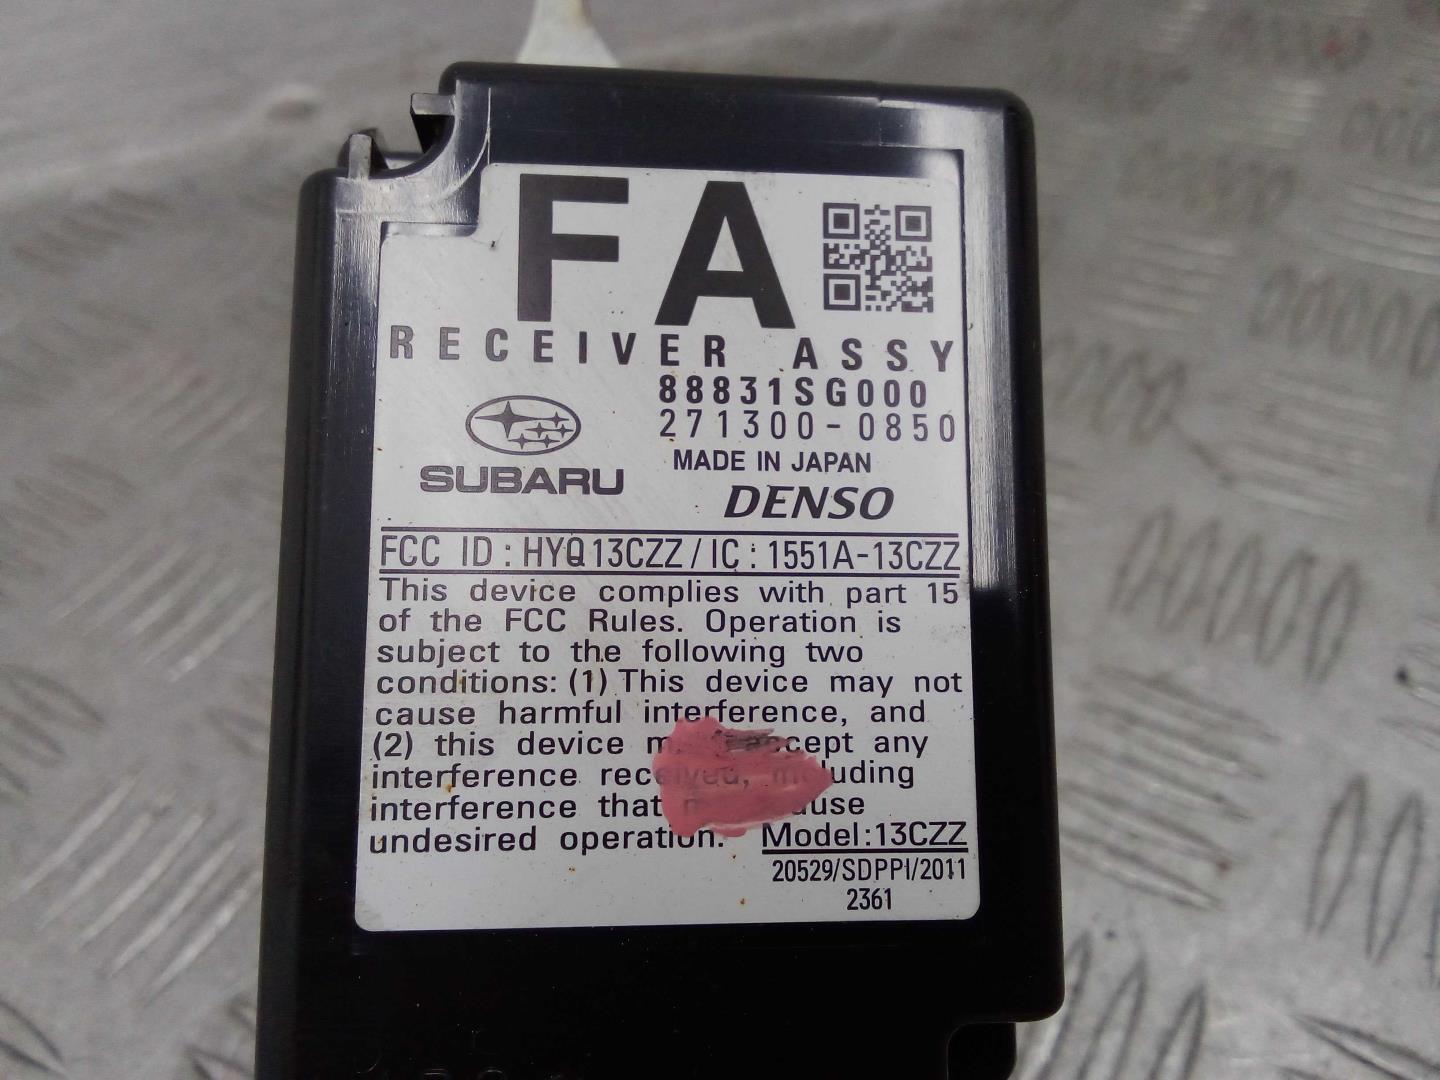 FA
RECEIVER ASSY
88831SG000
271300-0850
MADE IN JAPAN
SUBARU
DENSO
FCC ID : HYQ13CZZ / IC : 1551A-13CZZ
This device complies with part 15
of the FCC Rules. Operation is
subject to the following two
conditions: (1) This device may not
cause harmful interference, and
(2) this device any
interference received, including
interference that
undesired operation. Model:13CZZ
20529/SDPPI/2011
2361